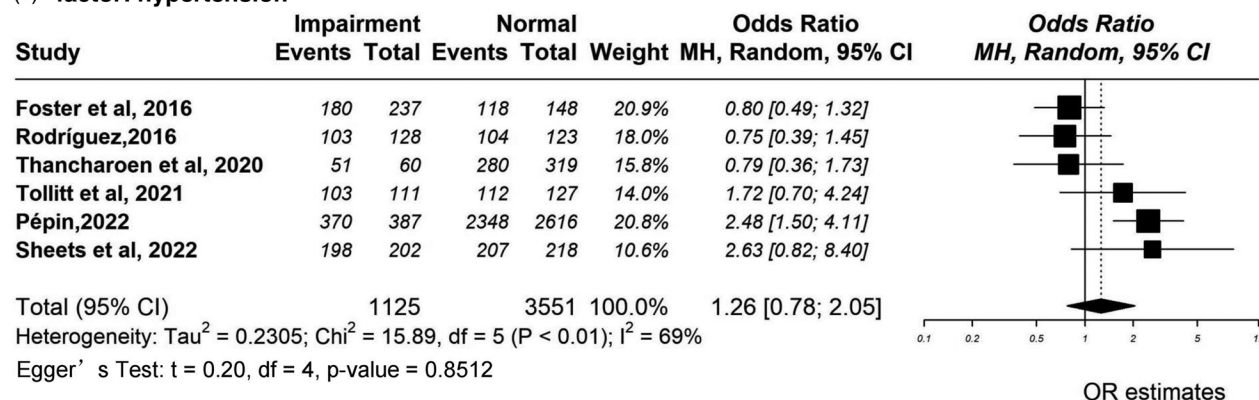 factor: hypertension
Impairment Normal Odds Ratio Odds Ratio
Study Events Total Events Total Weight MH, Random, 95% CI MH, Random, 95% CI
Foster et al, 2016 180 237 118 148 20.9% 0.80 [0.49; 1.32]
Rodríguez,2016 103 128 104 123 18.0% 0.75 [0.39; 1.45]
Thancharoen et al, 2020 51 60 280 319 15.8% 0.79 [0.36; 1.73]
Tollitt et al, 2021 103 111 112 127 14.0% 1.72 [0.70; 4.24]
Pépin,2022 370 387 2348 2616 20.8% 2.48 [1.50; 4.11]
Sheets et al, 2022 198 202 207 218 10.6% 2.63 [0.82; 8.40]
Total (95% CI) 1125 3551 100.0% 1.26 [0.78; 2.05]
Heterogeneity: Tau² = 0.2305; Chi² = 15.89, df = 5 (P < 0.01); I² = 69%
0.1 0.2 0.5 1 2 5
Egger's Test: t = 0.20, df = 4, p-value = 0.8512
OR estimates